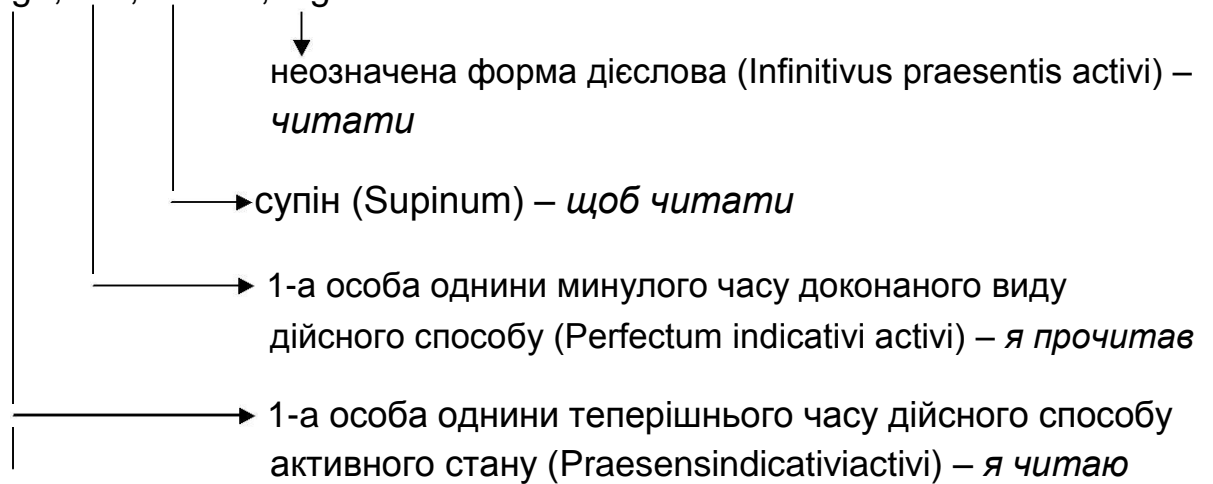 неозначена форма дієслова (Infinitivus praesentis activi) –
читати
супін (Supinum) – щоб читати
1-а особа однини минулого часу доконаного виду
дійсного способу (Perfectum indicativi activi) – я прочитав
1-а особа однини теперішнього часу дійсного способу
активного стану (Praesensindicativiactivi) – я читаю